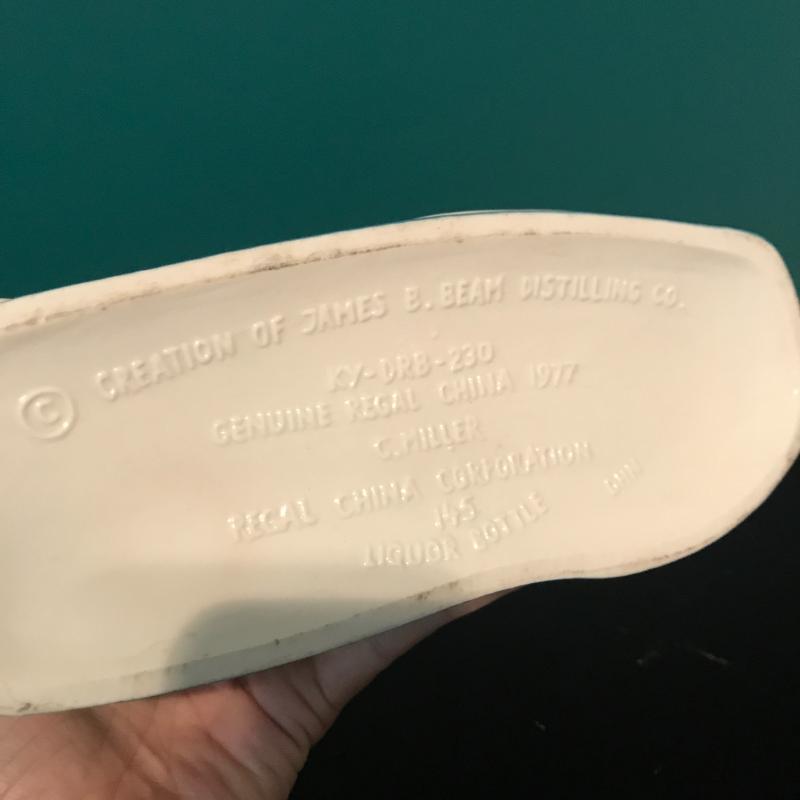 © CREATION OF JAMES B. BEAM DISTILLING CO.
KY-DRB-230
GENUINE REGAL CHINA 1977
C. MILLER
REGAL CHINA CORPORATION
LIQUOR BOTTLE